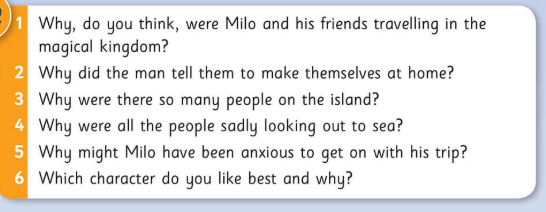 1 Why, do you think, were Milo and his friends travelling in the
magical kingdom?
2 Why did the man tell them to make themselves at home?
3 Why were there so many people on the island?
4 Why were all the people sadly looking out to sea?
5 Why might Milo have been anxious to get on with his trip?
6 Which character do you like best and why?